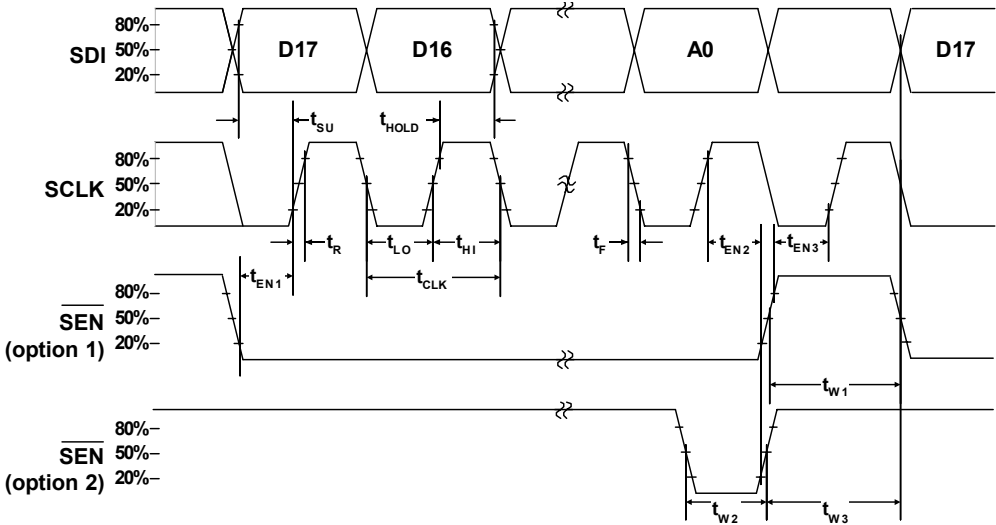 SDI
80%
50%
20%
D17
D16
A0
D17
tSU
tHOLD
SCLK
80%
50%
20%
tR
tLO
tHI
tF
tEN2
tEN3
tEN1
tCLK
SEN
(option 1)
80%
50%
20%
tW1
SEN
(option 2)
80%
50%
20%
tW2
tW3